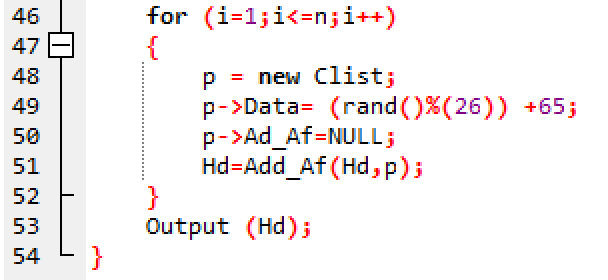 46 for (i=1;i<=n;i++)
47 {
48 p = new Clist;
49 p->Data= (rand()%(26)) +65;
50 p->Ad_Af=NULL;
51 Hd=Add_Af(Hd,p);
52 }
53 Output (Hd);
54 }